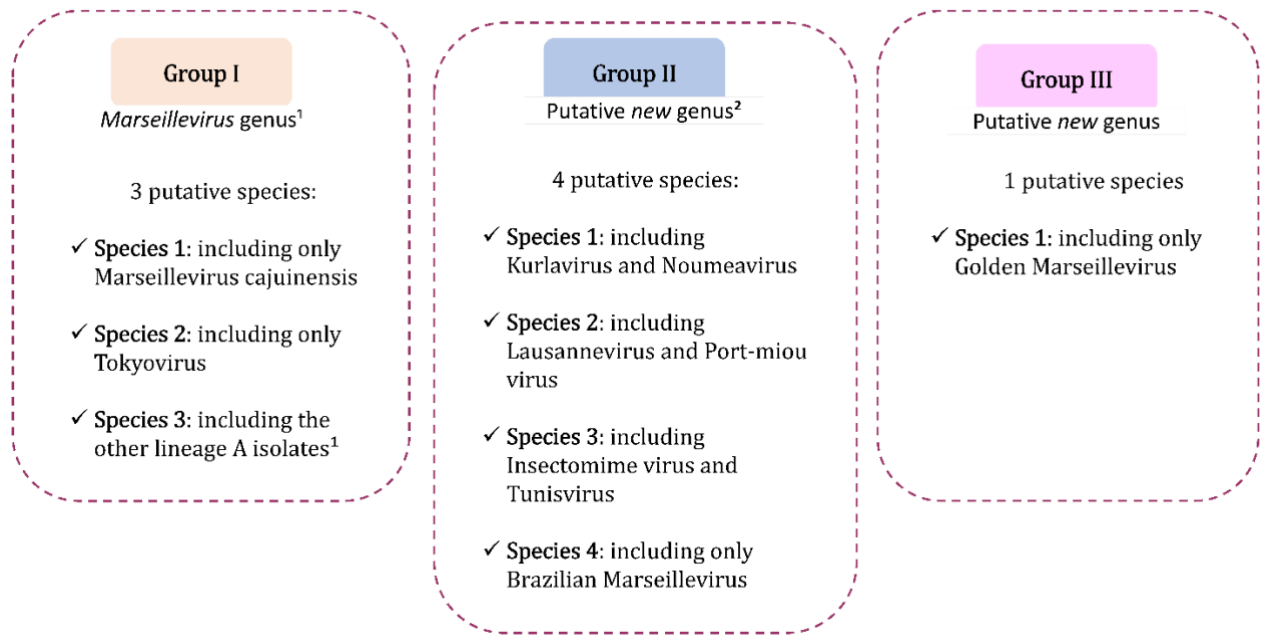 Group I
Marseillevirus genus¹
3 putative species:
✓ Species 1: including only
Marseillevirus cajuinensis
✓ Species 2: including only
Tokyovirus
✓ Species 3: including the
other lineage A isolates¹
Group II
Putative new genus²
4 putative species:
✓ Species 1: including
Kurlavirus and Noumeavirus
✓ Species 2: including
Lausannevirus and Port-miou
virus
✓ Species 3: including
Insectomime virus and
Tunisvirus
✓ Species 4: including only
Brazilian Marseillevirus
Group III
Putative new genus
1 putative species
✓ Species 1: including only
Golden Marseillevirus